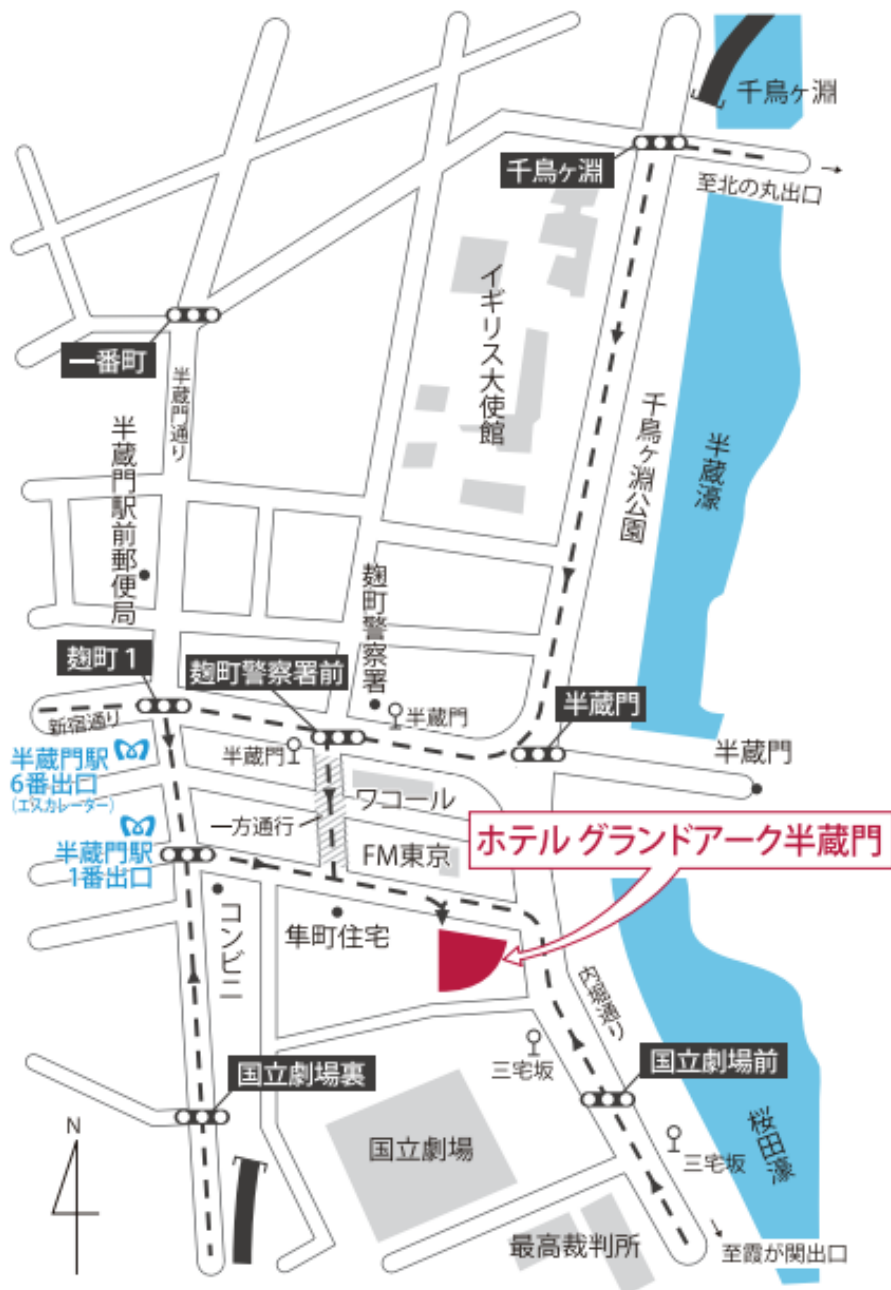 千鳥ヶ淵
千鳥ヶ淵
至北の丸出口
イギリス大使館
一番町
半蔵門通り
千鳥ヶ淵公園
半蔵濠
半蔵門駅前郵便局
麹町警察署
麹町1
麹町警察署前
半蔵門
半蔵門
新宿通り
半蔵門
半蔵門
半蔵門駅
6番出口
(エスカレーター)
ワコール
一方通行
FM東京
ホテル グランドアーク半蔵門
半蔵門駅
1番出口
コンビニ
隼町住宅
内堀通り
三宅坂
国立劇場前
国立劇場裏
N
国立劇場
三宅坂
桜田濠
最高裁判所
至霞が関出口